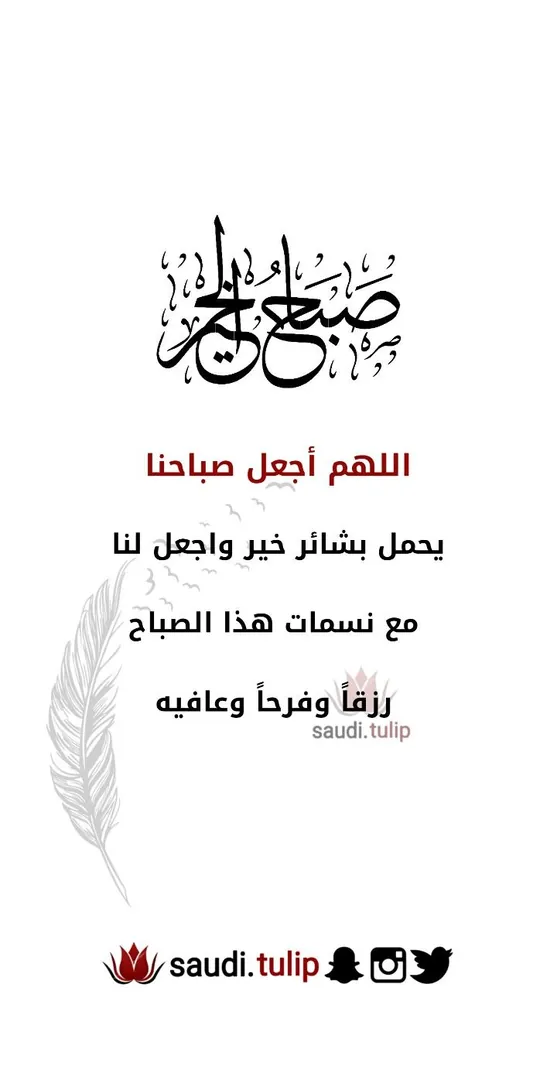 صباح الخير
اللهم أجعل صباحنا
يحمل بشائر خير واجعل لنا
مع نسمات هذا الصباح
رزقاً وفرحاً وعافيه
saudi.tulip
saudi.tulip